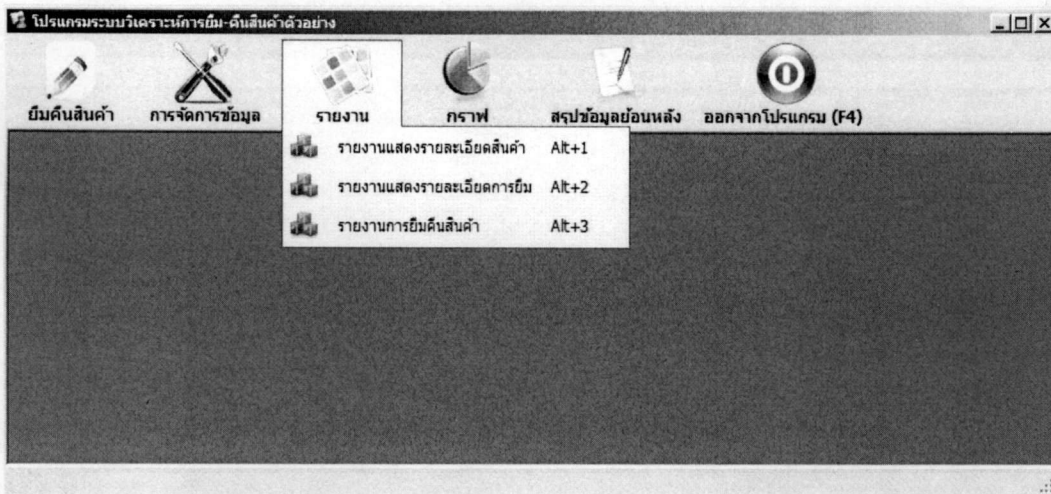 โปรแกรมระบบวิเคราะห์การยืม-คืนสินค้าตัวอย่าง
ยืมคืนสินค้า การจัดการข้อมูล รายงาน กราฟ สรุปข้อมูลย้อนหลัง ออกจากโปรแกรม (F4)
รายงานแสดงรายละเอียดสินค้า Alt+1
รายงานแสดงรายละเอียดการยืม Alt+2
รายงานการยืมคืนสินค้า Alt+3